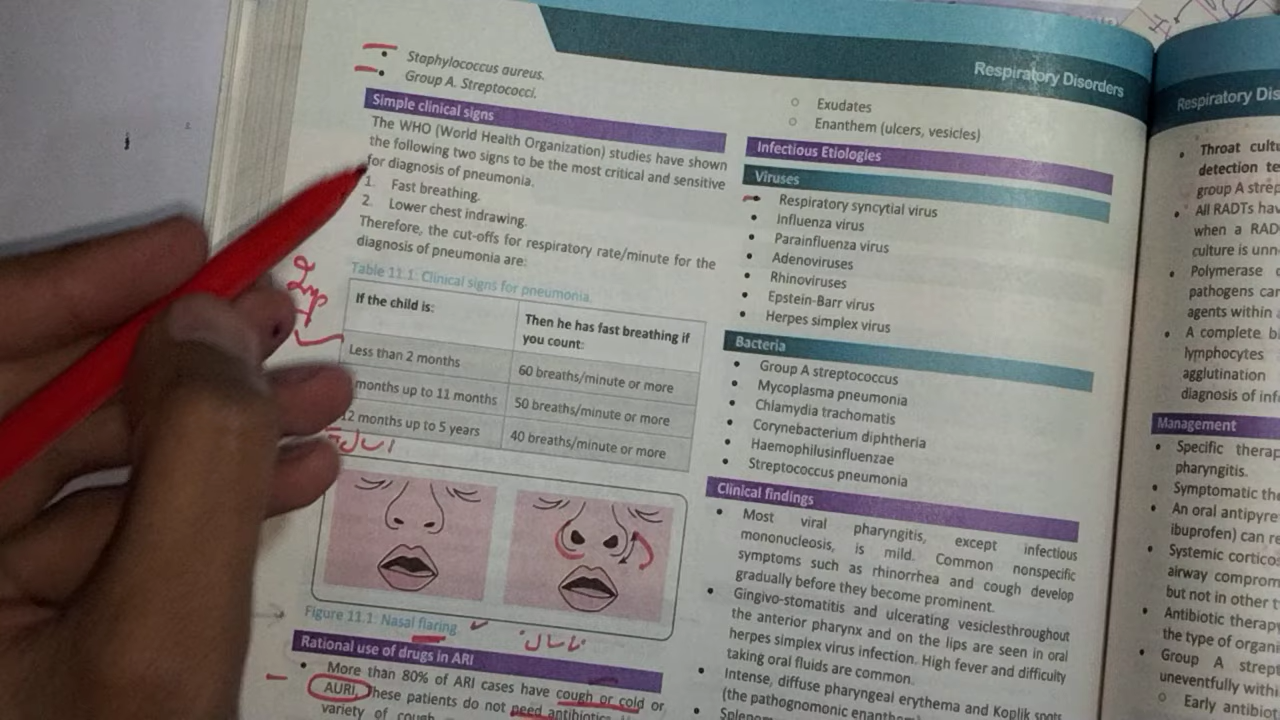 Respiratory Disorders
Staphylococcus aureus.
Group A. Streptococci.
Simple clinical signs
The WHO (World Health Organization) studies have shown
the following two signs to be the most critical and sensitive
for diagnosis of pneumonia.
1. Fast breathing.
2. Lower chest indrawing.
Therefore, the cut-offs for respiratory rate/minute for the
diagnosis of pneumonia are:
Imp
Table 11.1: Clinical signs for pneumonia.
If the child is:
Then he has fast breathing if
you count:
Less than 2 months
60 breaths/minute or more
months up to 11 months
50 breaths/minute or more
12 months up to 5 years
40 breaths/minute or more
Figure 11.1: Nasal flaring
Rational use of drugs in ARI
More than 80% of ARI cases have cough or cold or
AURI. These patients do not need antibiotics
variety of cough
Exudates
Enanthem (ulcers, vesicles)
Infectious Etiologies
Viruses
Respiratory syncytial virus
Influenza virus
Parainfluenza virus
Adenoviruses
Rhinoviruses
Epstein-Barr virus
Herpes simplex virus
Bacteria
Group A streptococcus
Mycoplasma pneumonia
Chlamydia trachomatis
Corynebacterium diphtheria
Haemophilusinfluenzae
Streptococcus pneumonia
Clinical findings
Most viral pharyngitis, except infectious
mononucleosis, is mild. Common nonspecific
symptoms such as rhinorrhea and cough develop
gradually before they become prominent.
Gingivo-stomatitis and ulcerating vesiclesthroughout
the anterior pharynx and on the lips are seen in oral
herpes simplex virus infection. High fever and difficulty
taking oral fluids are common.
Intense, diffuse pharyngeal erythema and Koplik spots
(the pathognomonic enanthem)
Respiratory Dis
Throat cultu
detection te
group A strep
All RADTs hav
when a RAD
culture is unn
Polymerase
pathogens can
agents within
A complete b
lymphocytes
agglutination
diagnosis of inf
Management
Specific therap
pharyngitis.
Symptomatic the
An oral antipyre
ibuprofen) can re
Systemic cortico
airway comprom
but not in other t
Antibiotic therap
the type of organi
Group A strep
uneventfully withi
Early antibiot